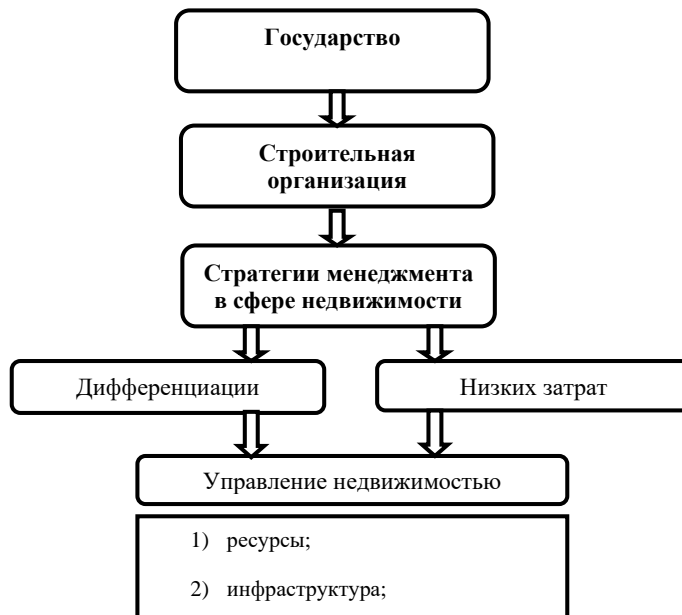 Государство
Строительная
организация
Стратегии менеджмента
в сфере недвижимости
Дифференциации
Низких затрат
Управление недвижимостью
1) ресурсы;
2) инфраструктура;